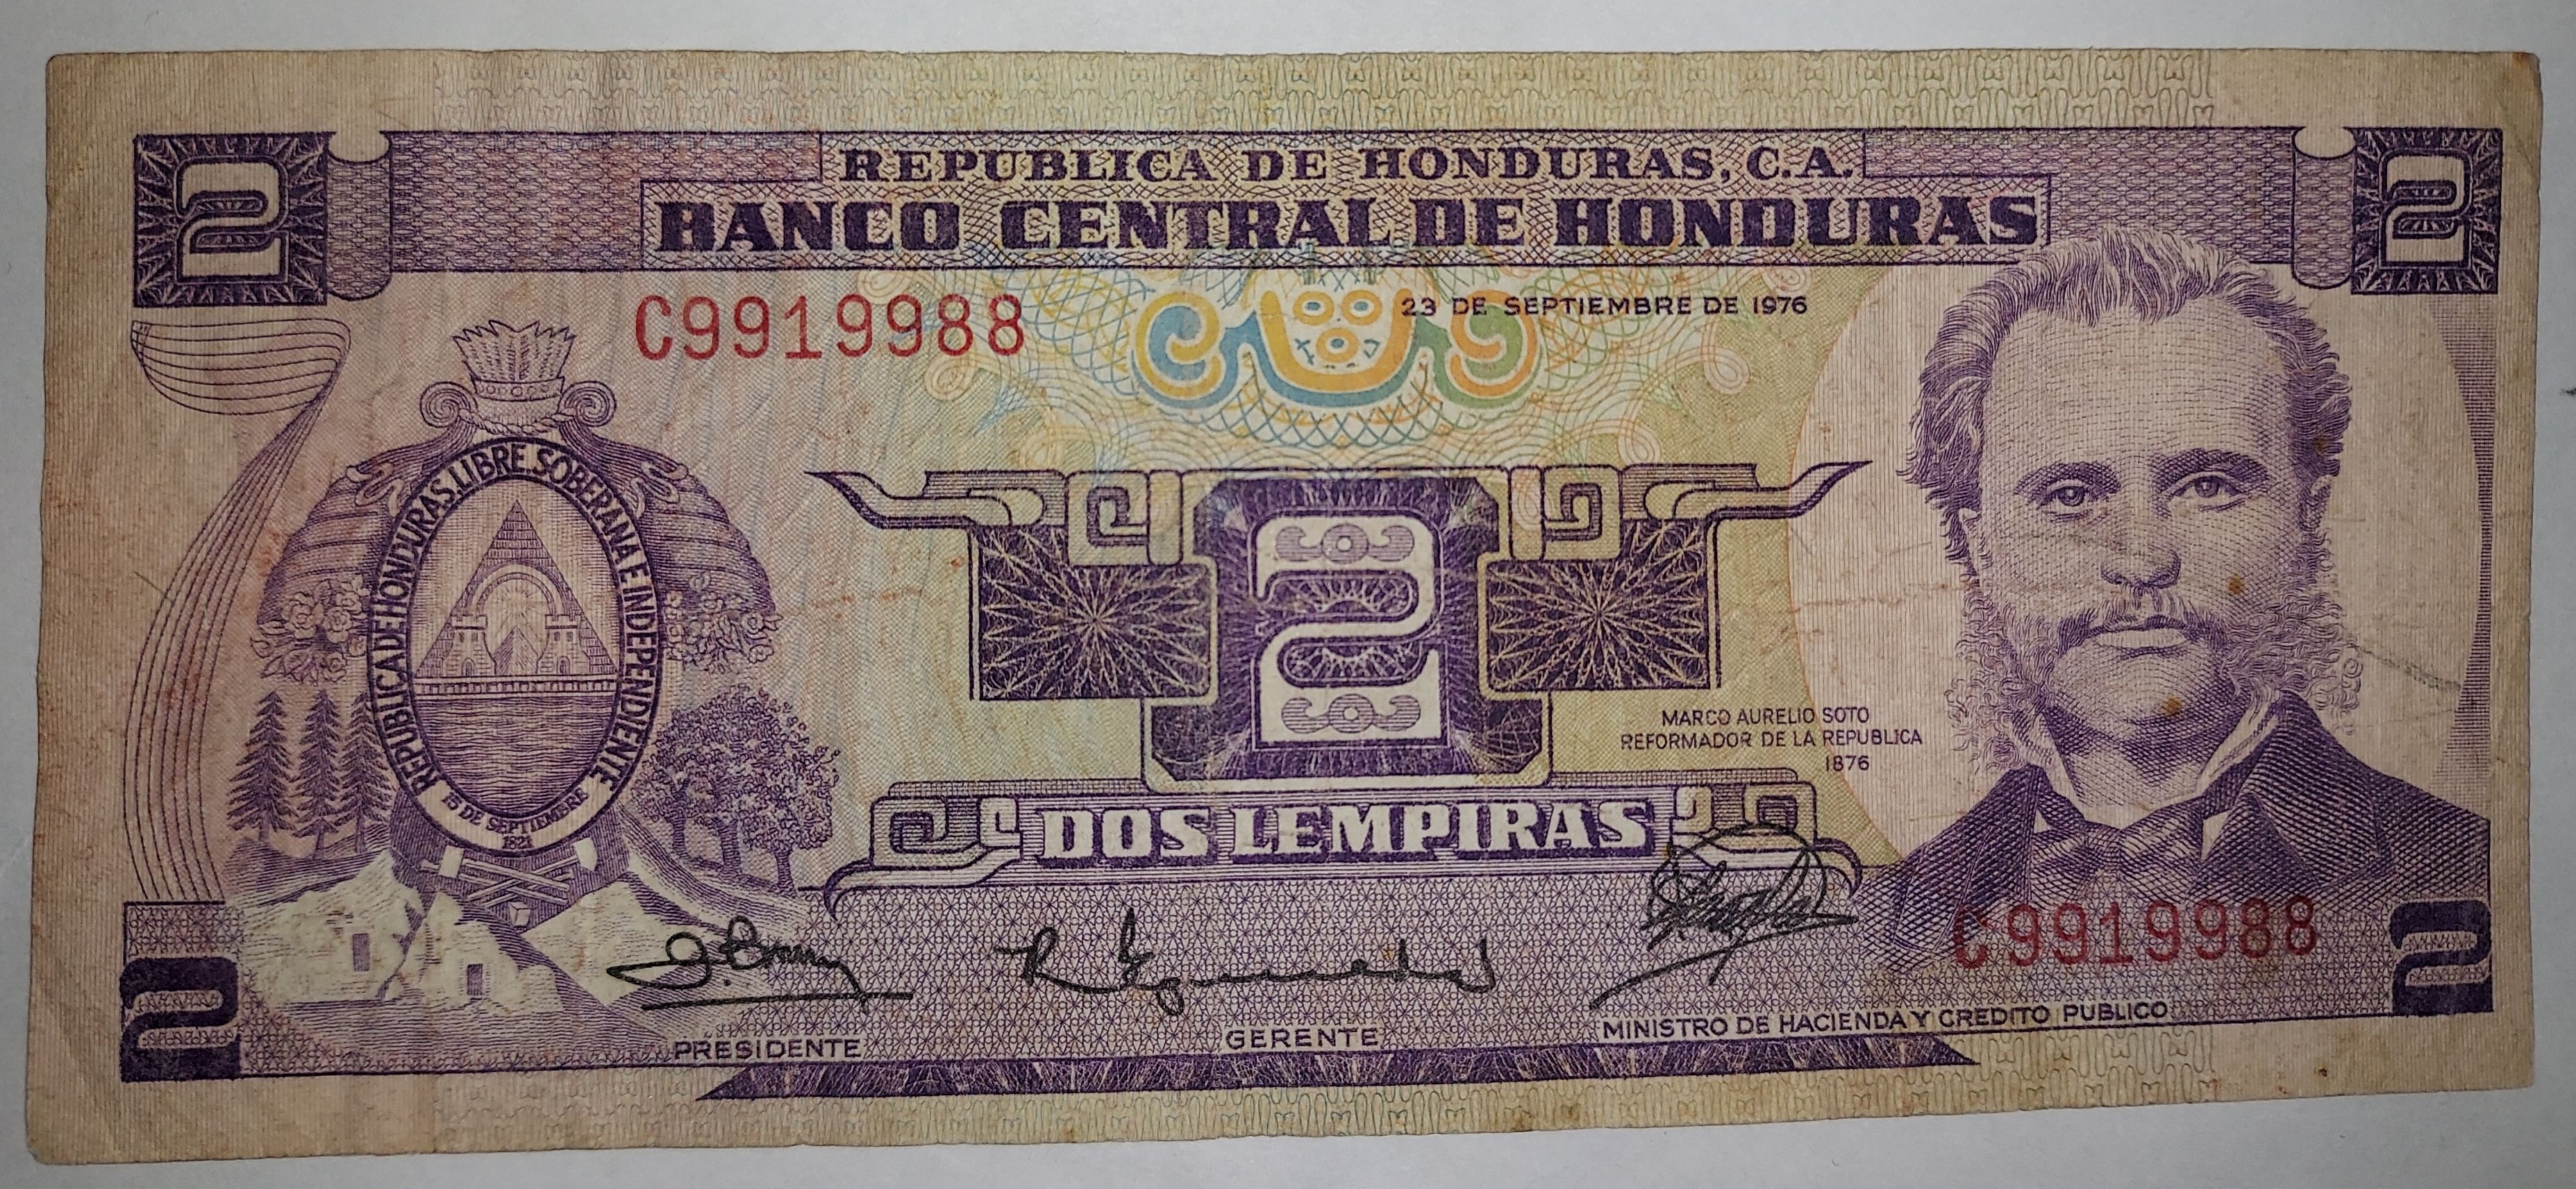 2
2
REPUBLICA DE HONDURAS, C.A.
BANCO CENTRAL DE HONDURAS
C9919988
23 DE SEPTIEMBRE DE 1976
REPUBLICA DE HONDURAS, LIBRE, SOBERANA E INDEPENDIENTE
15 DE SEPTIEMBRE
1821
2
MARCO AURELIO SOTO
REFORMADOR DE LA REPUBLICA
1876
DOS LEMPIRAS
C9919988
2
2
PRESIDENTE
GERENTE
MINISTRO DE HACIENDA Y CREDITO PUBLICO